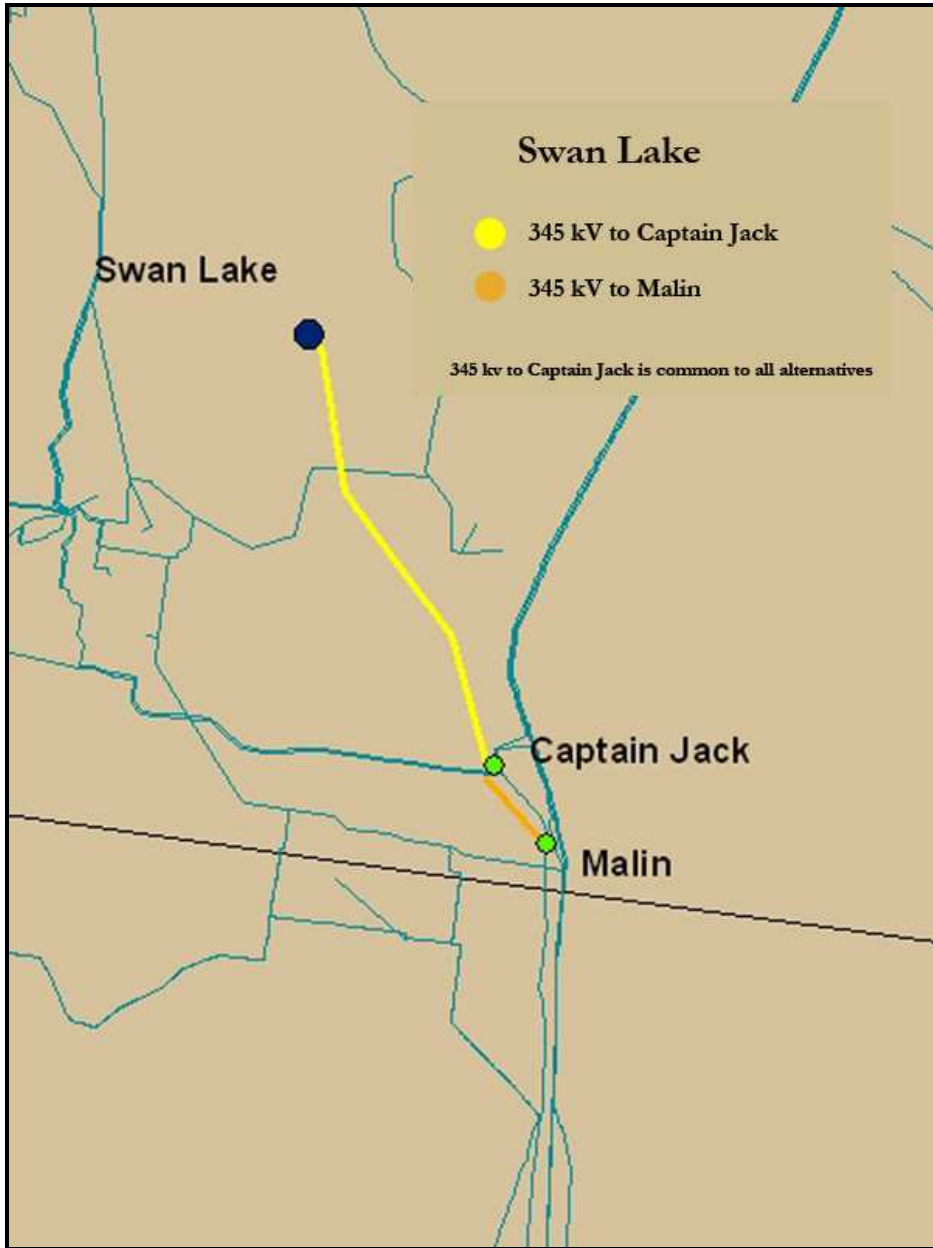 Swan Lake
345 kV to Captain Jack
345 kV to Malin
345 kv to Captain Jack is common to all alternatives
Swan Lake
Captain Jack
Malin